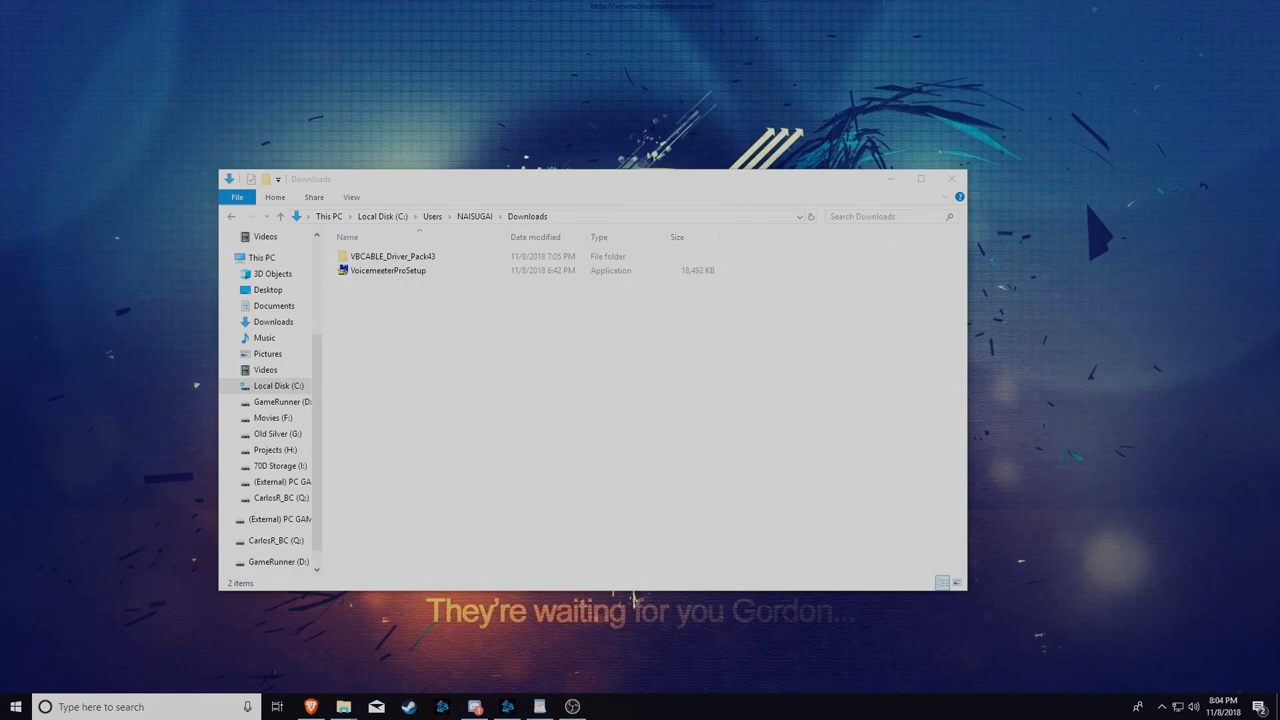 Downloads
File Home Share View
This PC Local Disk (C:) Users NAISUGAI Downloads Search Downloads
Name Date modified Type Size
VBCABLE_Driver_Pack43 11/8/2018 7:05 PM File folder
VoicemeeterProSetup 11/8/2018 6:42 PM Application 18,492 KB
Videos
This PC
3D Objects
Desktop
Documents
Downloads
Music
Pictures
Videos
Local Disk (C:)
GameRunner (D:
Movies (F:)
Old Silver (G:)
Projects (H:)
70D Storage (I:)
(External) PC GA
CarlosR_BC (Q:)
(External) PC GAM
CarlosR_BC (Q:)
GameRunner (D:)
2 items
They're waiting for you Gordon...
Type here to search
8:04 PM
11/8/2018